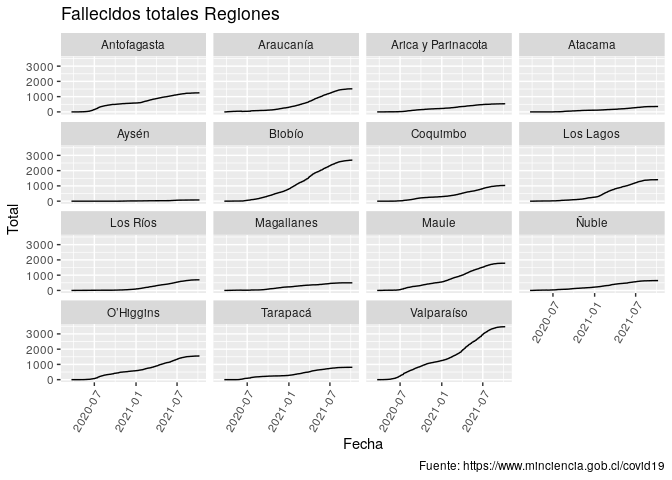 Fallecidos totales Regiones
Antofagasta Araucanía Arica y Parinacota Atacama
3000
2000
1000
0
Aysén Biobío Coquimbo Los Lagos
3000
2000
1000
0
Los Ríos Magallanes Maule Ñuble
3000
2000
1000
0
O'Higgins Tarapacá Valparaíso
3000
2000
1000
0
2020-07 2021-01 2021-07 2020-07 2021-01 2021-07 2020-07 2021-01 2021-07 2020-07 2021-01 2021-07
Total
Fecha
Fuente: https://www.minciencia.gob.cl/covid19